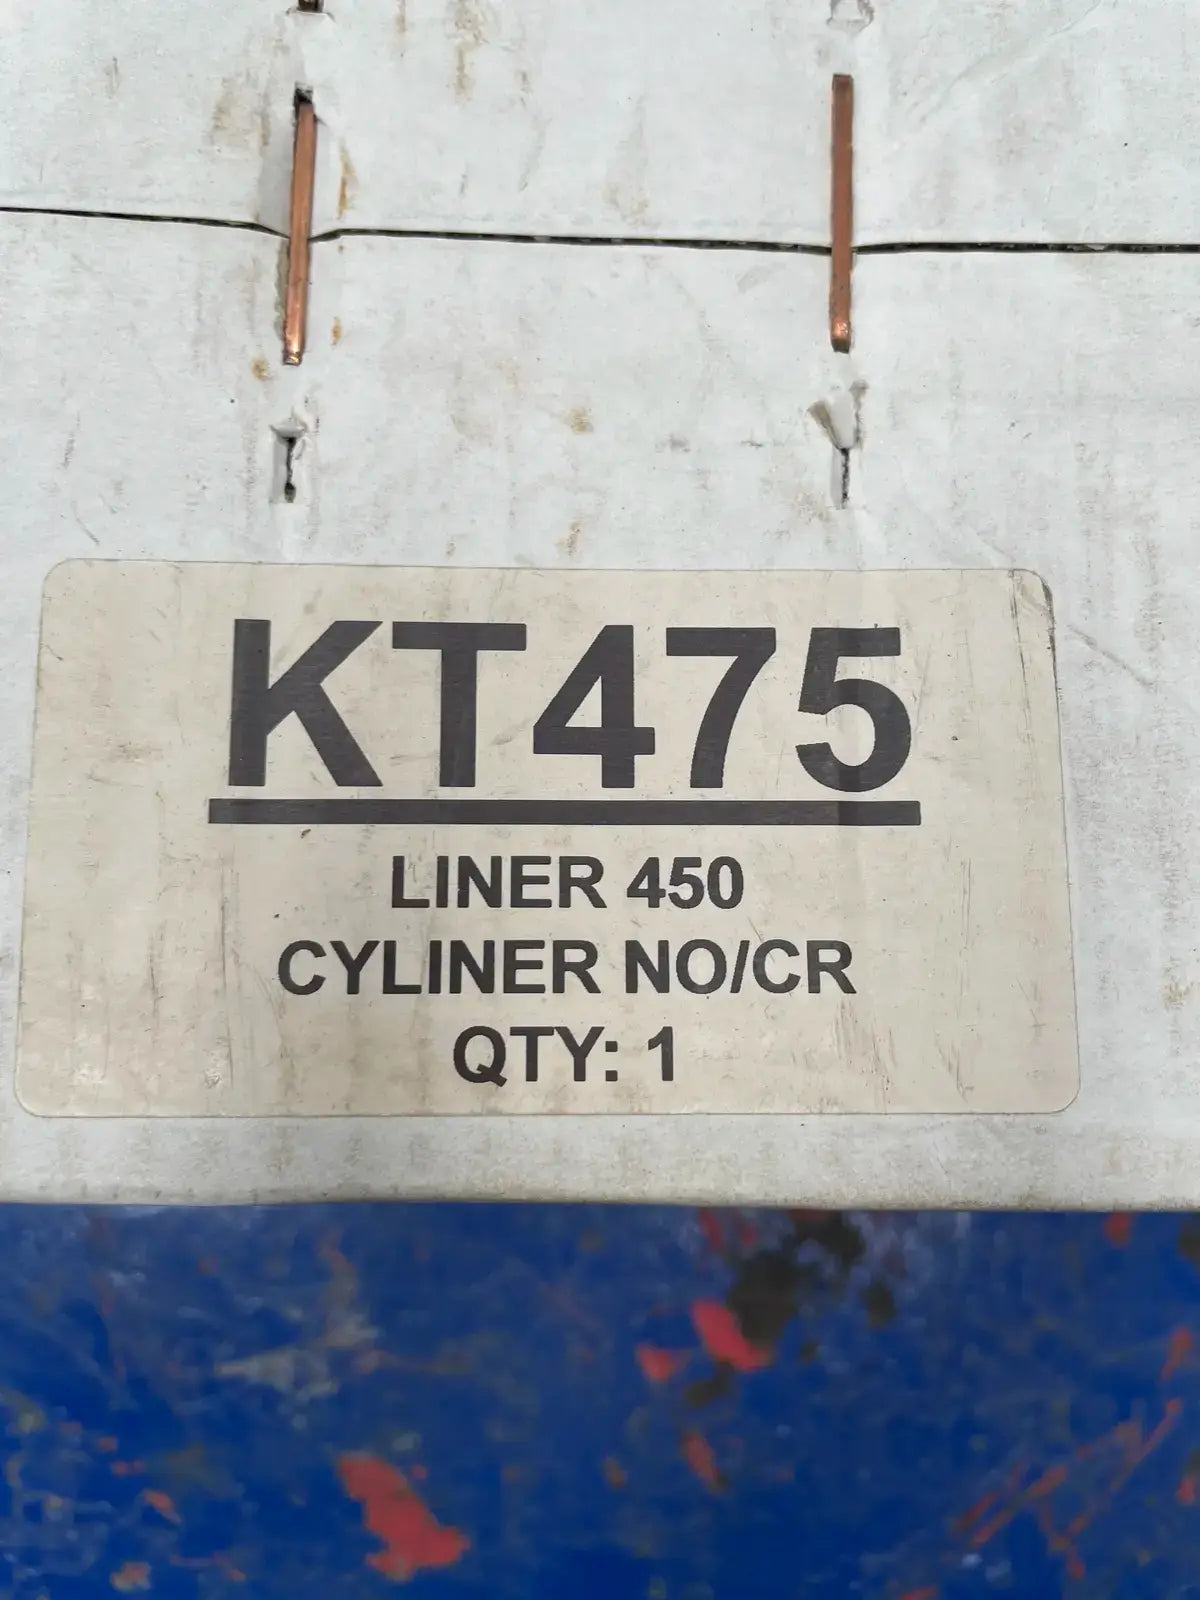 KT475
LINER 450
CYLINER NO/CR
QTY: 1